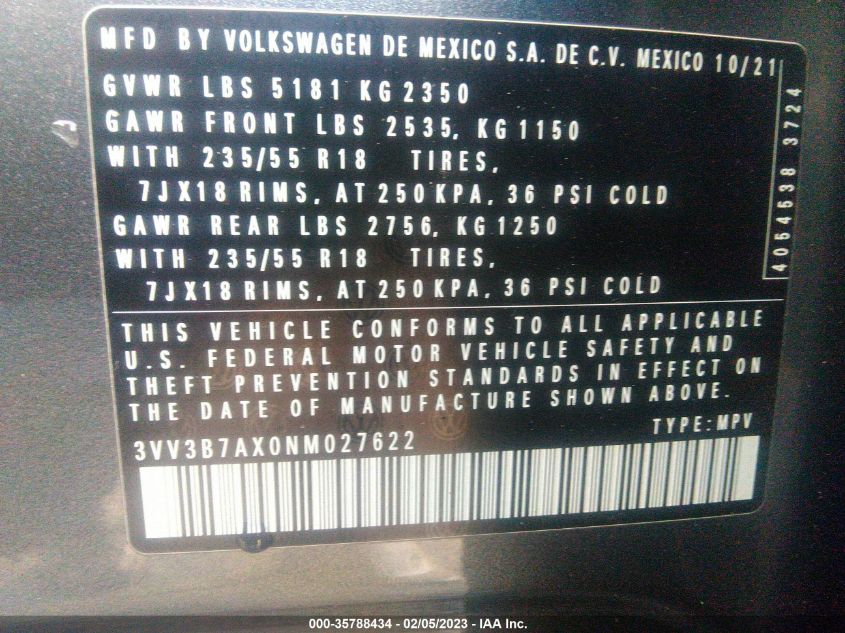 MFD BY VOLKSWAGEN DE MEXICO S.A. DE C.V. MEXICO 10/21
GVWR LBS 5181 KG 2350
GAWR FRONT LBS 2535, KG 1150
WITH 235/55 R18 TIRES,
7JX18 RIMS, AT 250 KPA, 36 PSI COLD
GAWR REAR LBS 2756, KG 1250
WITH 235/55 R18 TIRES,
7JX18 RIMS, AT 250 KPA, 36 PSI COLD
4054538 3724
THIS VEHICLE CONFORMS TO ALL APPLICABLE
U.S. FEDERAL MOTOR VEHICLE SAFETY AND
THEFT PREVENTION STANDARDS IN EFFECT ON
THE DATE OF MANUFACTURE SHOWN ABOVE.
TYPE: MPV
3VV3B7AX0NM027622
000-35788434 - 02/05/2023 - IAA Inc.